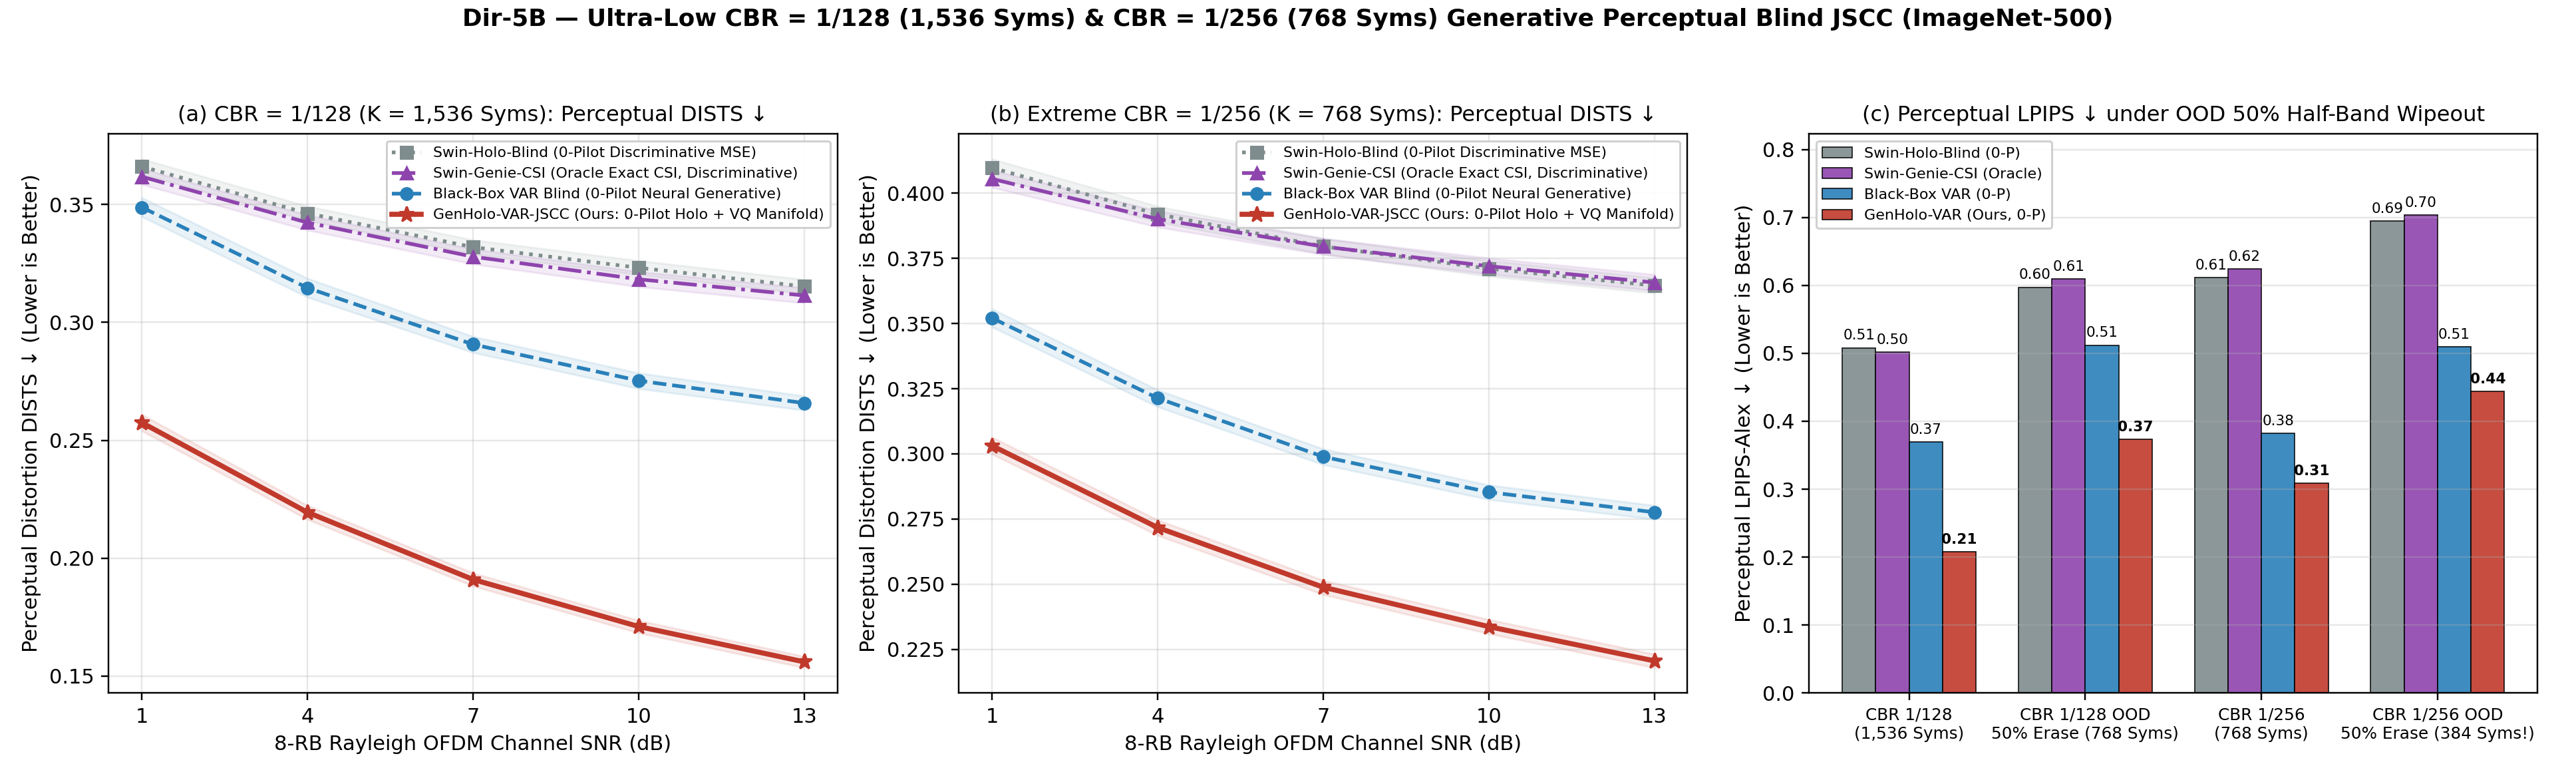 Dir-5B — Ultra-Low CBR = 1/128 (1,536 Syms) & CBR = 1/256 (768 Syms) Generative Perceptual Blind JSCC (ImageNet-500)
(a) CBR = 1/128 (K = 1,536 Syms): Perceptual DISTS ↓
Perceptual Distortion DISTS ↓ (Lower is Better)
0.35
0.30
0.25
0.20
0.15
Swin-Holo-Blind (0-Pilot Discriminative MSE)
Swin-Genie-CSI (Oracle Exact CSI, Discriminative)
Black-Box VAR Blind (0-Pilot Neural Generative)
GenHolo-VAR-JSCC (Ours: 0-Pilot Holo + VQ Manifold)
1 4 7 10 13
8-RB Rayleigh OFDM Channel SNR (dB)
(b) Extreme CBR = 1/256 (K = 768 Syms): Perceptual DISTS ↓
Perceptual Distortion DISTS ↓ (Lower is Better)
0.400
0.375
0.350
0.325
0.300
0.275
0.250
0.225
Swin-Holo-Blind (0-Pilot Discriminative MSE)
Swin-Genie-CSI (Oracle Exact CSI, Discriminative)
Black-Box VAR Blind (0-Pilot Neural Generative)
GenHolo-VAR-JSCC (Ours: 0-Pilot Holo + VQ Manifold)
1 4 7 10 13
8-RB Rayleigh OFDM Channel SNR (dB)
(c) Perceptual LPIPS ↓ under OOD 50% Half-Band Wipeout
Perceptual LPIPS-Alex ↓ (Lower is Better)
0.8
0.7
0.6
0.5
0.4
0.3
0.2
0.1
0.0
Swin-Holo-Blind (0-P)
Swin-Genie-CSI (Oracle)
Black-Box VAR (0-P)
GenHolo-VAR (Ours, 0-P)
0.51 0.50 0.37 0.21
0.60 0.61 0.51 0.37
0.61 0.62 0.38 0.31
0.69 0.70 0.51 0.44
CBR 1/128
(1,536 Syms)
CBR 1/128 OOD
50% Erase (768 Syms)
CBR 1/256
(768 Syms)
CBR 1/256 OOD
50% Erase (384 Syms!)